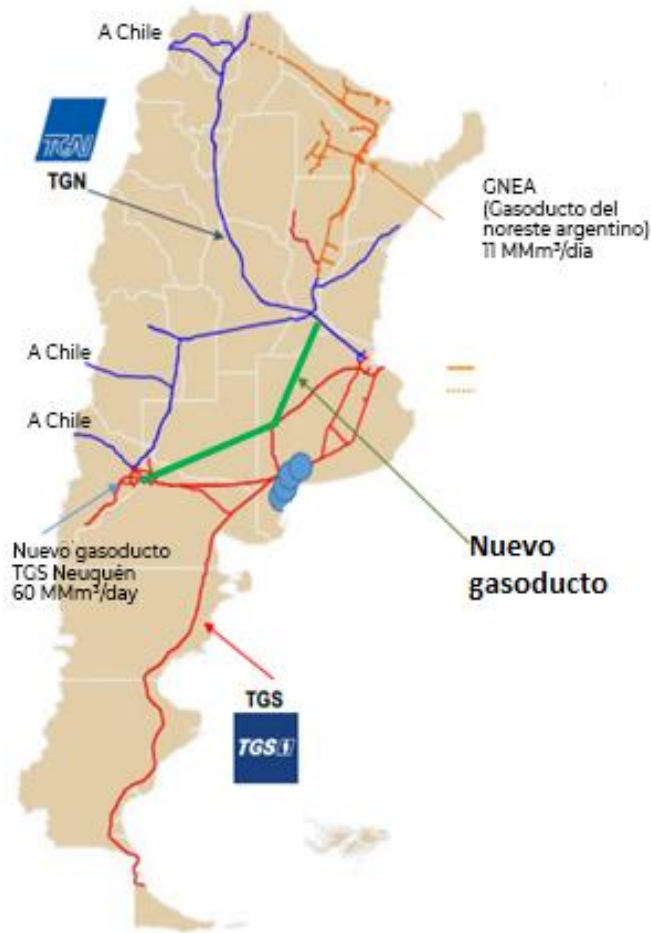 A Chile
TGN
TGN
GNEA
(Gasoducto del
noreste argentino)
11 MMm³/día
A Chile
A Chile
Nuevo gasoducto
TGS Neuquén
60 MMm³/day
Nuevo
gasoducto
TGS
TGS